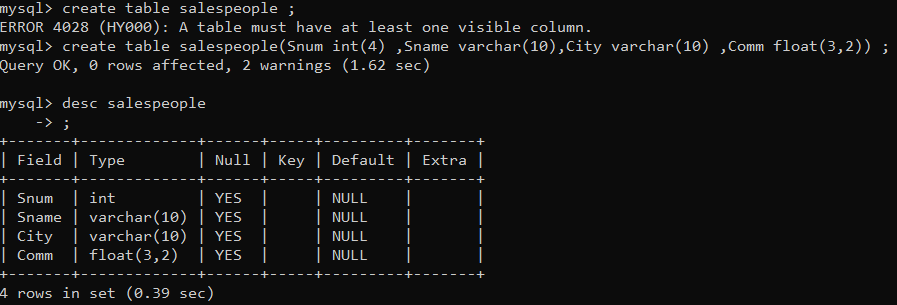 mysql> create table salespeople ;
ERROR 4028 (HY000): A table must have at least one visible column.
mysql> create table salespeople(Snum int(4) ,Sname varchar(10),City varchar(10) ,Comm float(3,2)) ;
Query OK, 0 rows affected, 2 warnings (1.62 sec)

mysql> desc salespeople
    -> ;
+-------+-------------+------+-----+---------+-------+
| Field | Type        | Null | Key | Default | Extra |
+-------+-------------+------+-----+---------+-------+
| Snum  | int         | YES  |     | NULL    |       |
| Sname | varchar(10) | YES  |     | NULL    |       |
| City  | varchar(10) | YES  |     | NULL    |       |
| Comm  | float(3,2)  | YES  |     | NULL    |       |
+-------+-------------+------+-----+---------+-------+
4 rows in set (0.39 sec)